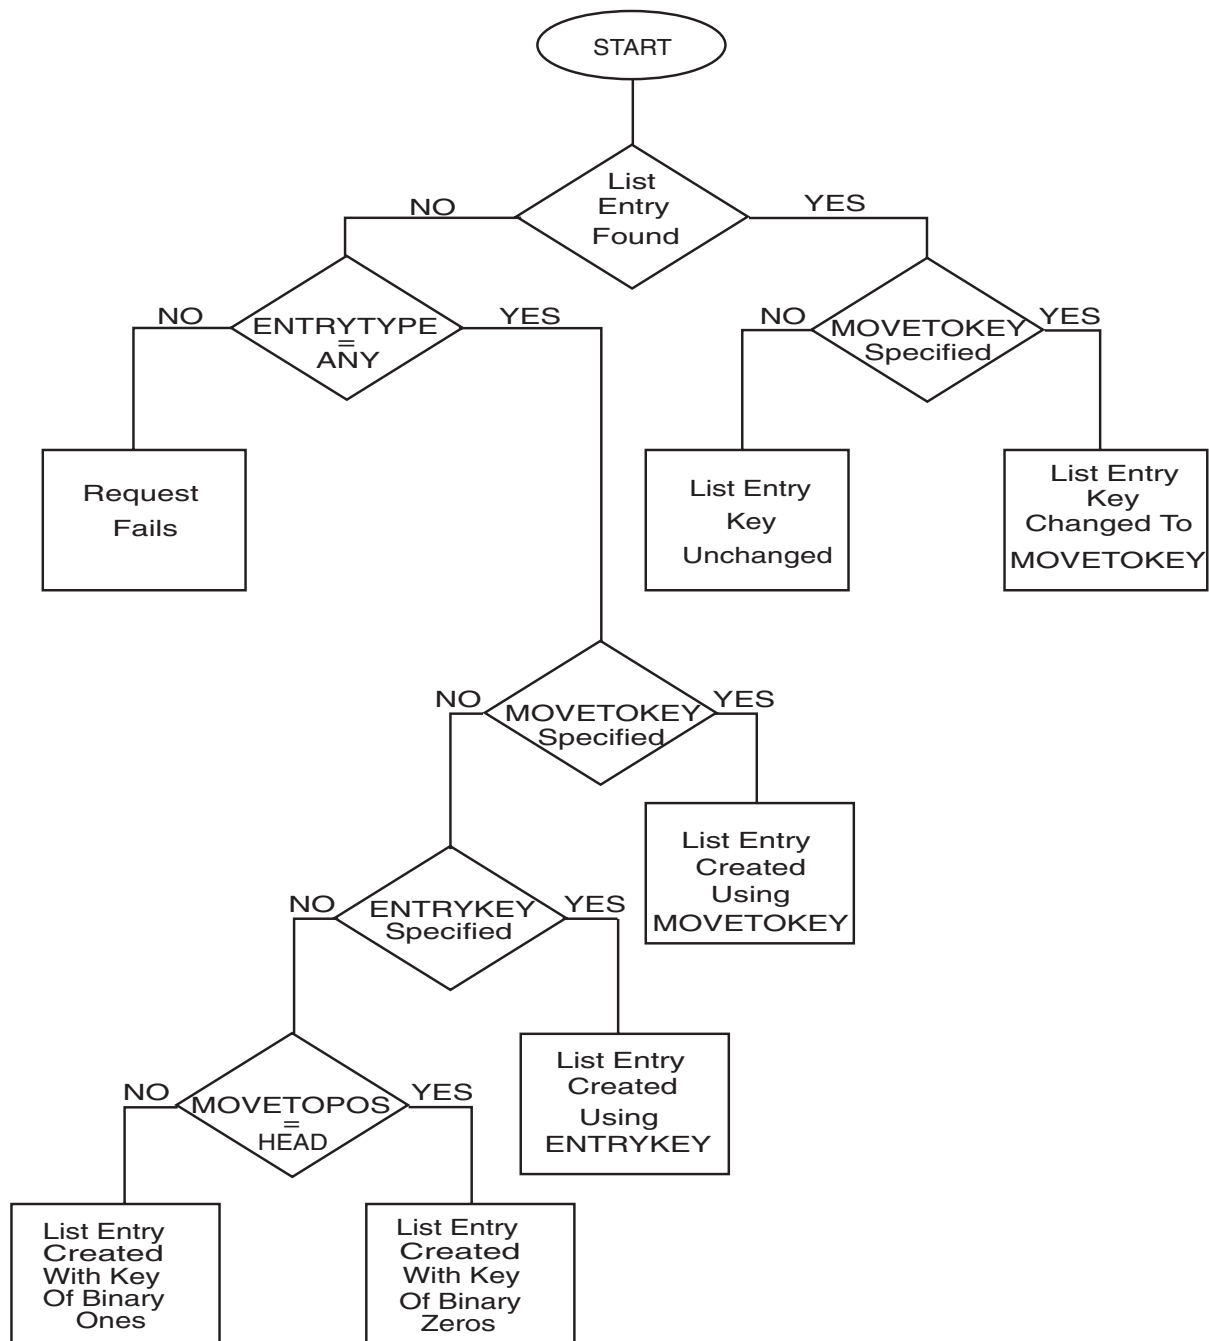 START
List
Entry
Found
NO
YES
NO
ENTRYTYPE
=
ANY
YES
NO
MOVETOKEY
Specified
YES
Request
Fails
List Entry
Key
Unchanged
List Entry
Key
Changed To
MOVETOKEY
NO
MOVETOKEY
Specified
YES
List Entry
Created
Using
MOVETOKEY
NO
ENTRYKEY
Specified
YES
List Entry
Created
Using
ENTRYKEY
NO
MOVETOPOS
=
HEAD
YES
List Entry
Created
With Key
Of Binary
Ones
List Entry
Created
With Key
Of Binary
Zeros